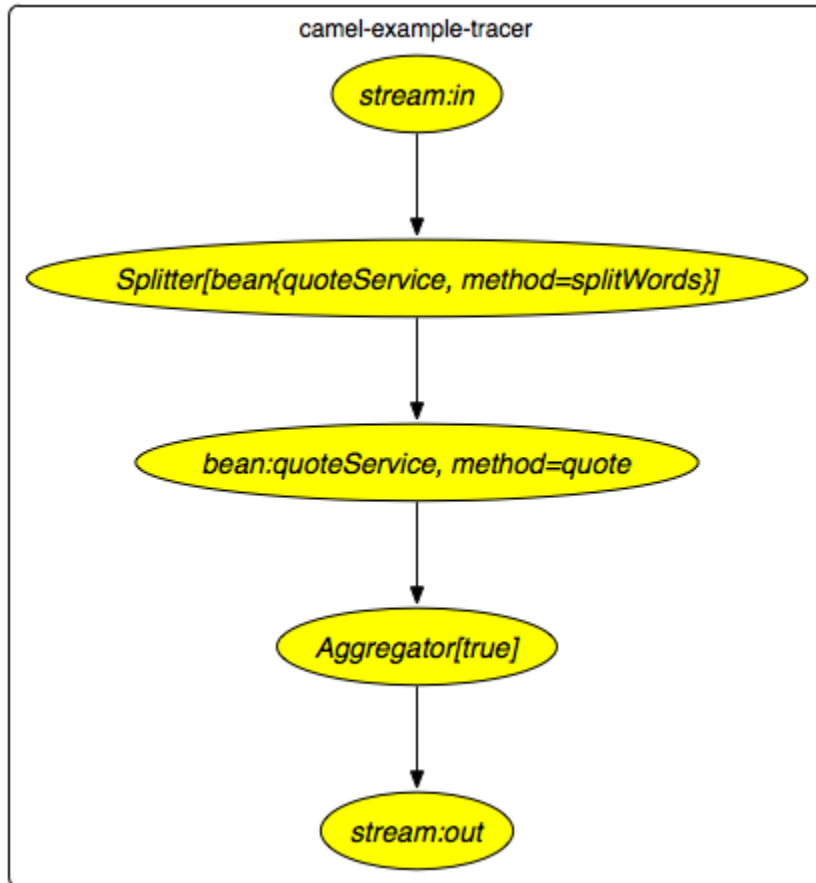 camel-example-tracer
stream:in
Splitter[bean{quoteService, method=splitWords}]
bean:quoteService, method=quote
Aggregator[true]
stream:out